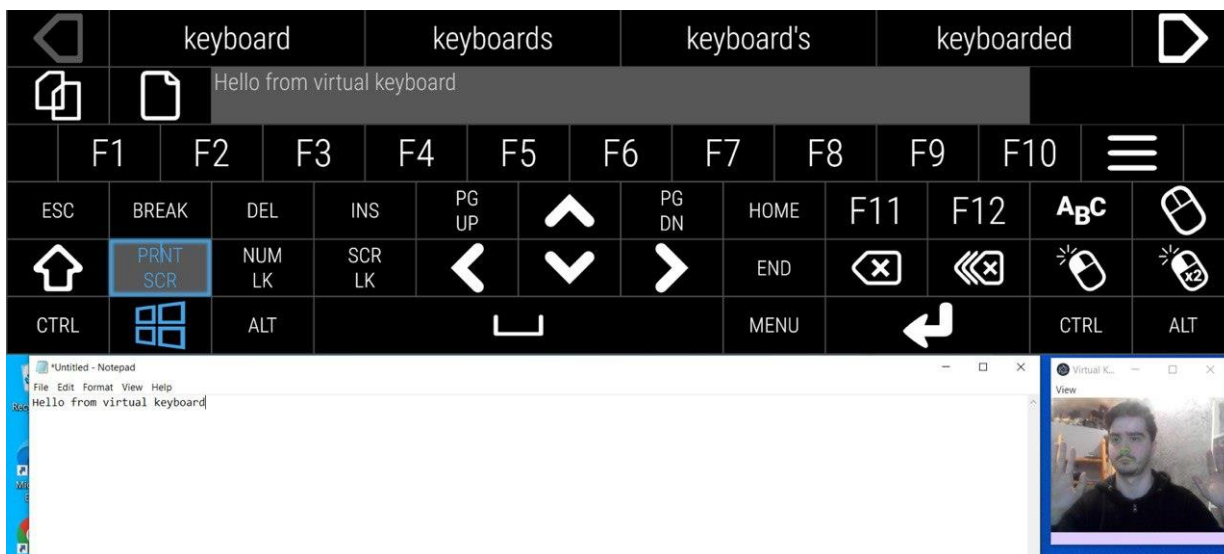 keyboard keyboards keyboard's keyboarded
Hello from virtual keyboard
F1 F2 F3 F4 F5 F6 F7 F8 F9 F10
ESC BREAK DEL INS PG UP PG DN HOME F11 F12 ABC
PRNT SCR NUM LK SCR LK END x2
CTRL ALT MENU CTRL ALT
*Untitled - Notepad
Virtual K...
File Edit Format View Help
View
Hello from virtual keyboard